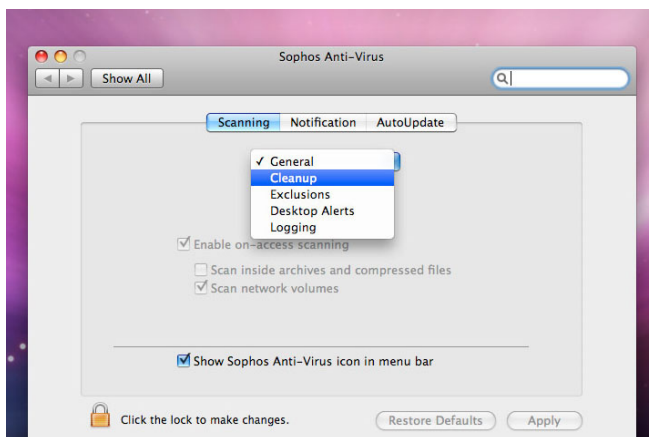 Sophos Anti-Virus
Show All
Scanning Notification AutoUpdate
✓ General
Cleanup
Exclusions
Desktop Alerts
Logging
Enable on-access scanning
Scan inside archives and compressed files
Scan network volumes
Show Sophos Anti-Virus icon in menu bar
Click the lock to make changes. Restore Defaults Apply